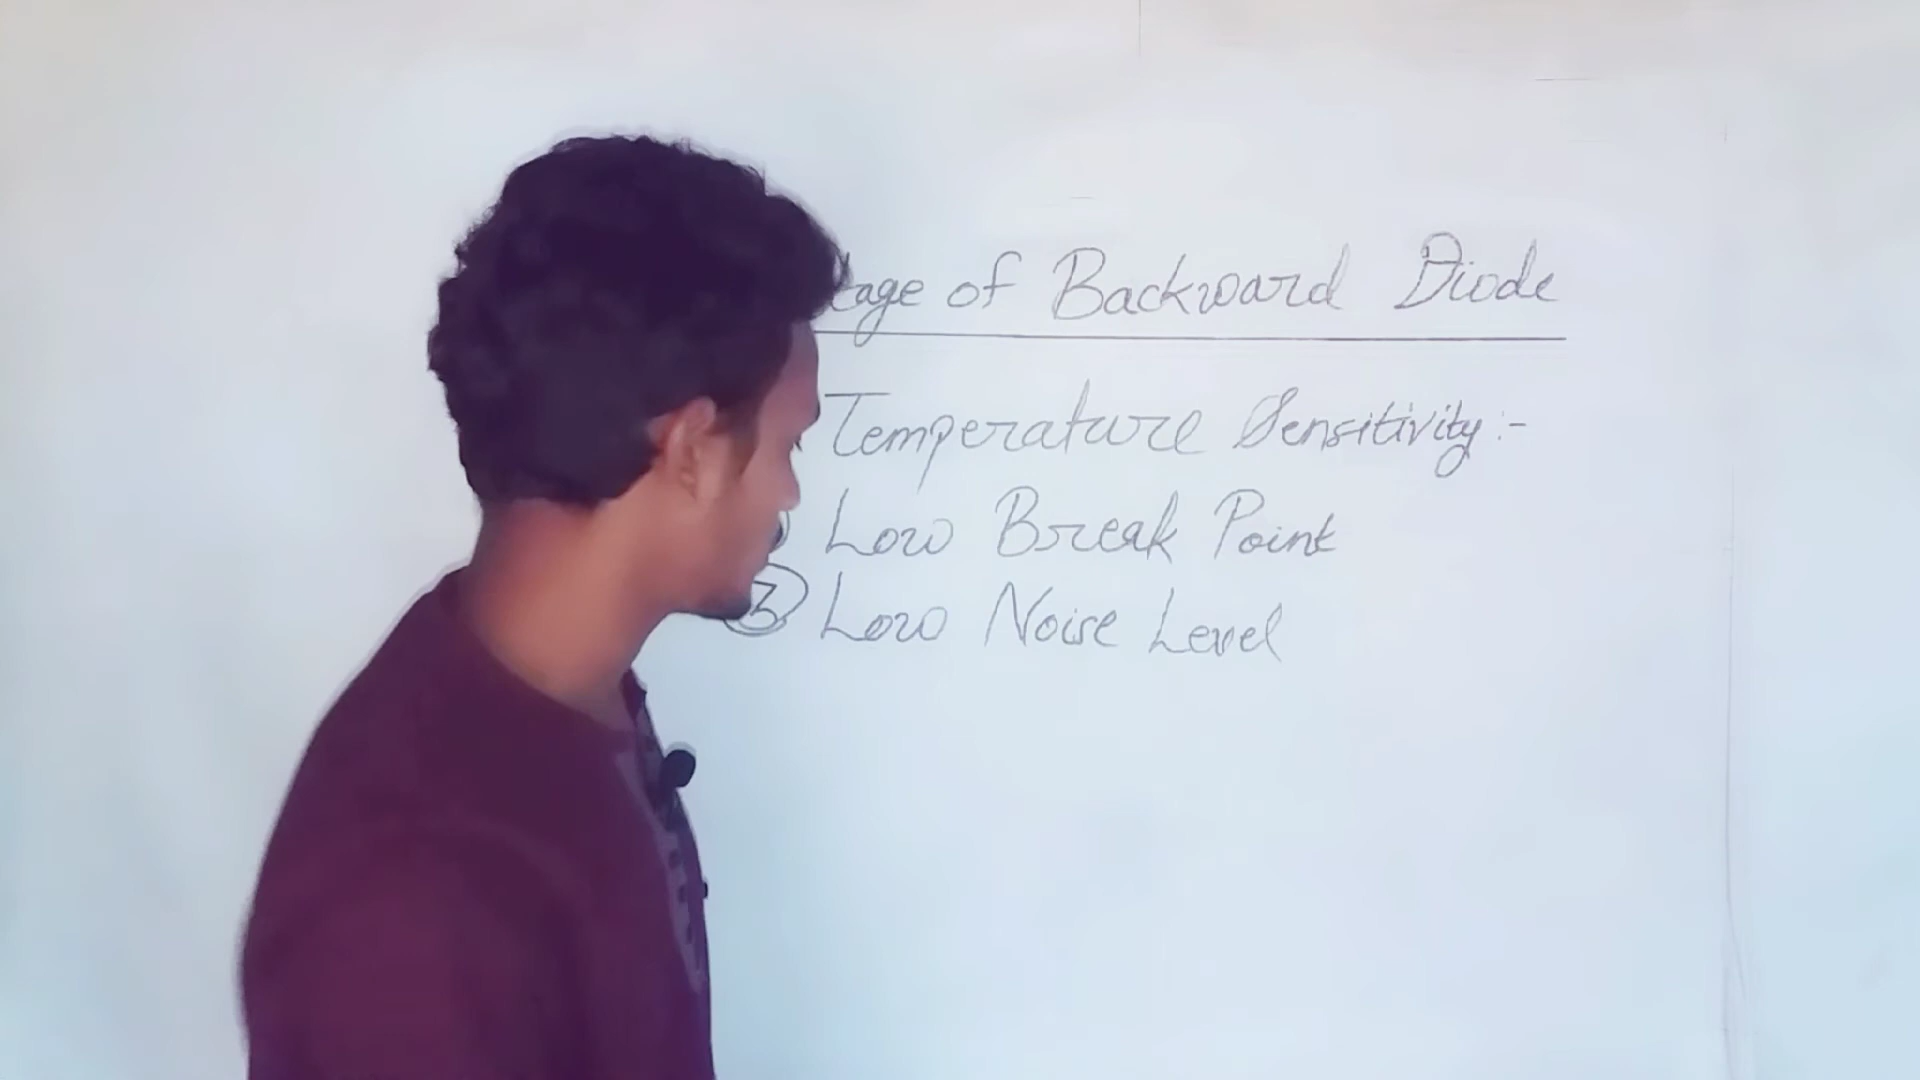 of Backward Diode
Temperature Sensitivity :-
Low Break Point
③ Low Noise Level